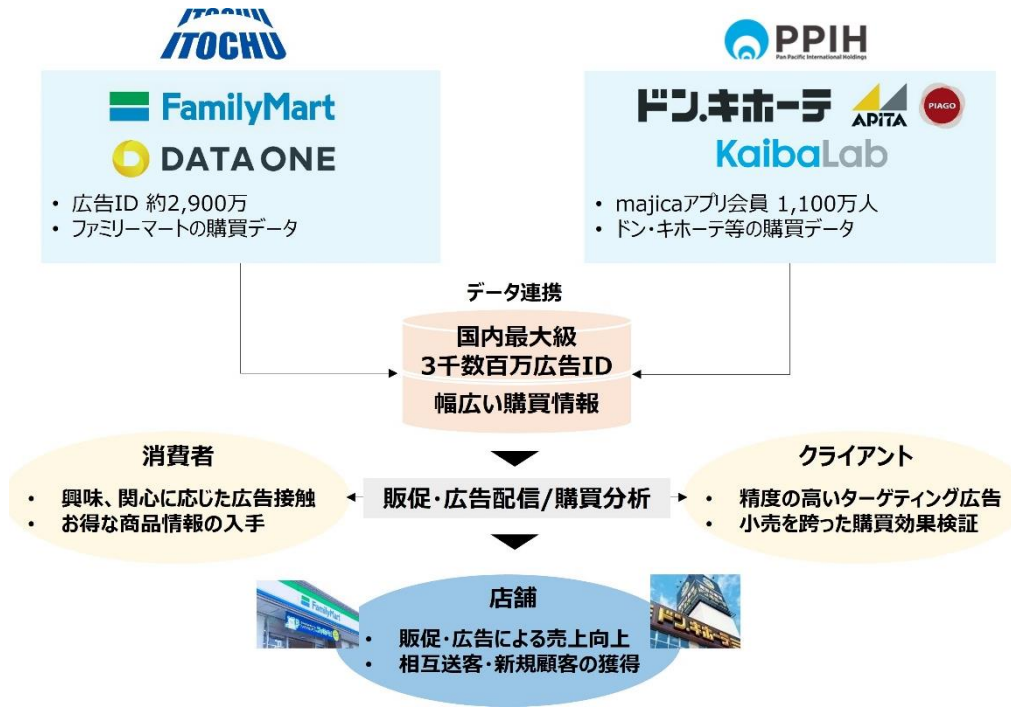 ITOCHU
ITOCHU
PPIH
Pan Pacific International Holdings
FamilyMart
DATA ONE
・ 広告ID 約2,900万
・ ファミリーマートの購買データ
ドン.キホーテ APiTA PIAGO
KaibaLab
・ majicaアプリ会員 1,100万人
・ ドン・キホーテ等の購買データ
データ連携
国内最大級
3千数百万広告ID
幅広い購買情報
消費者
・ 興味、関心に応じた広告接触
・ お得な商品情報の入手
販促・広告配信/購買分析
クライアント
・ 精度の高いターゲティング広告
・ 小売を跨った購買効果検証
店舗
・ 販促・広告による売上向上
・ 相互送客・新規顧客の獲得
FamilyMart
ドン.キホーテ